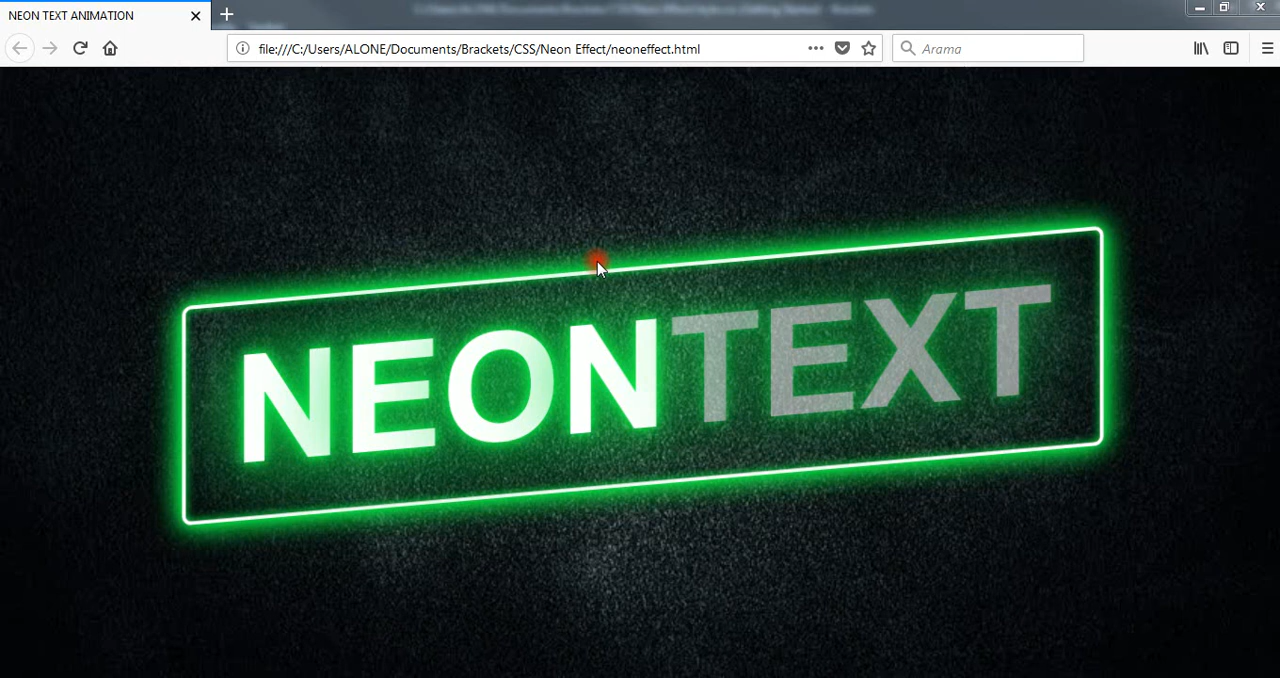 NEON TEXT ANIMATION
file:///C:/Users/ALONE/Documents/Brackets/CSS/Neon Effect/neoneffect.html
Arama
NEONTEXT